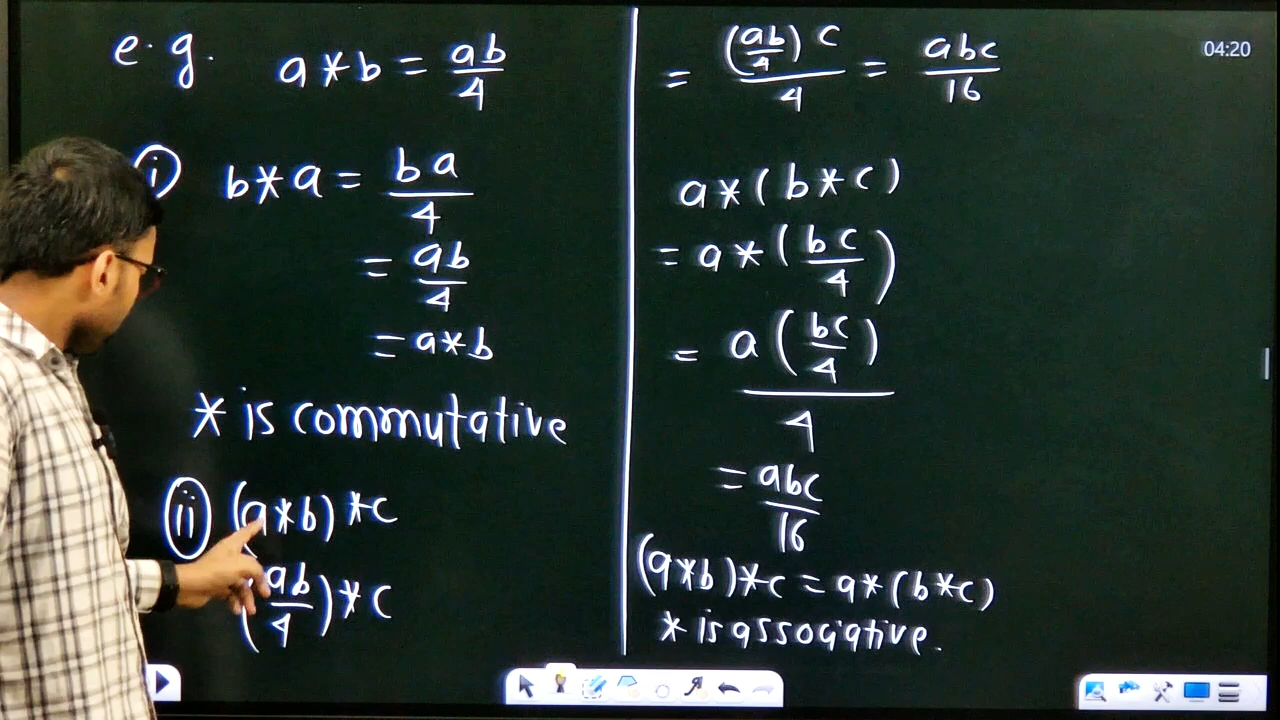 e.g. a * b = ab/4
(i) b * a = ba/4
= ab/4
= a * b
* is commutative
(ii) (a * b) * c
(ab/4) * c
= (ab/4) c / 4 = abc/16
a * (b * c)
= a * (bc/4)
= a (bc/4) / 4
= abc/16
(a * b) * c = a * (b * c)
* is associative.
04:20